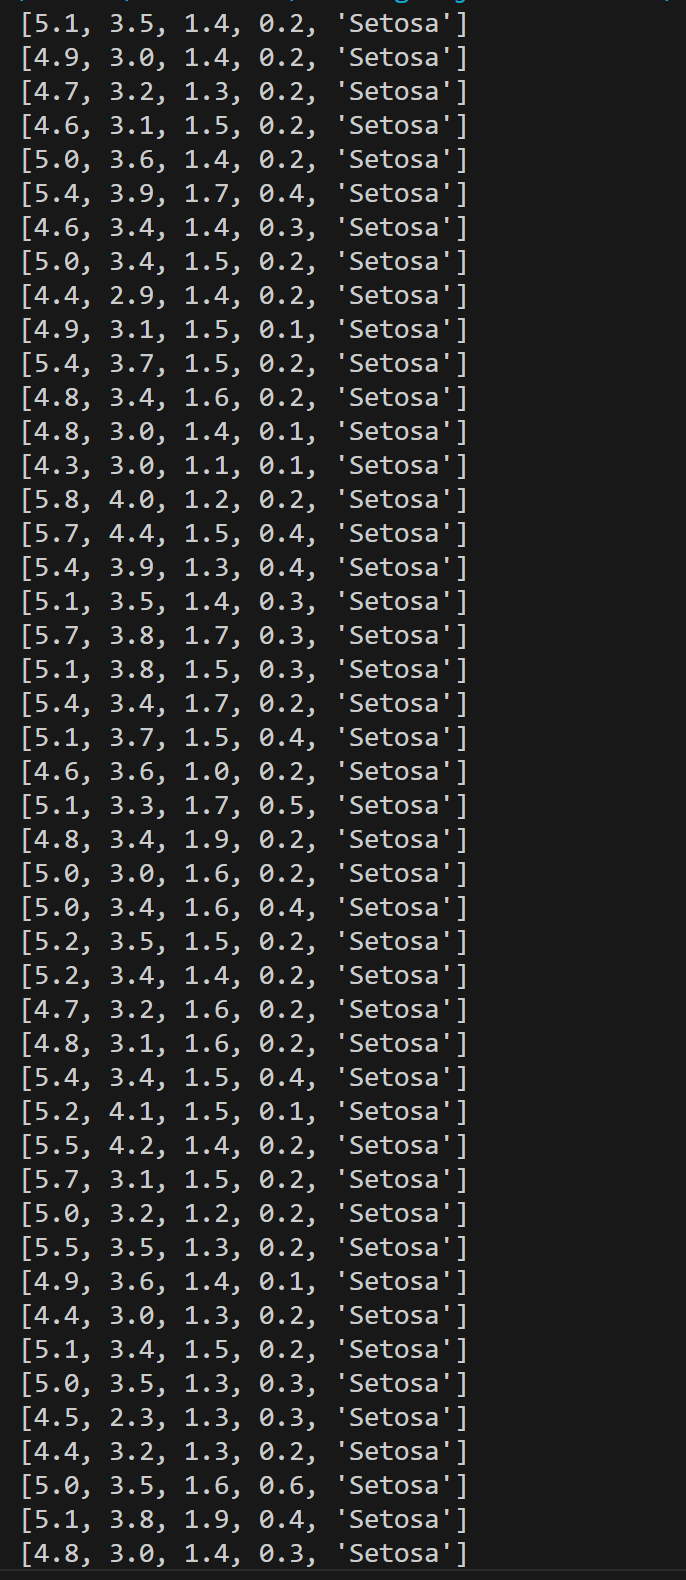 [5.1, 3.5, 1.4, 0.2, 'Setosa']
[4.9, 3.0, 1.4, 0.2, 'Setosa']
[4.7, 3.2, 1.3, 0.2, 'Setosa']
[4.6, 3.1, 1.5, 0.2, 'Setosa']
[5.0, 3.6, 1.4, 0.2, 'Setosa']
[5.4, 3.9, 1.7, 0.4, 'Setosa']
[4.6, 3.4, 1.4, 0.3, 'Setosa']
[5.0, 3.4, 1.5, 0.2, 'Setosa']
[4.4, 2.9, 1.4, 0.2, 'Setosa']
[4.9, 3.1, 1.5, 0.1, 'Setosa']
[5.4, 3.7, 1.5, 0.2, 'Setosa']
[4.8, 3.4, 1.6, 0.2, 'Setosa']
[4.8, 3.0, 1.4, 0.1, 'Setosa']
[4.3, 3.0, 1.1, 0.1, 'Setosa']
[5.8, 4.0, 1.2, 0.2, 'Setosa']
[5.7, 4.4, 1.5, 0.4, 'Setosa']
[5.4, 3.9, 1.3, 0.4, 'Setosa']
[5.1, 3.5, 1.4, 0.3, 'Setosa']
[5.7, 3.8, 1.7, 0.3, 'Setosa']
[5.1, 3.8, 1.5, 0.3, 'Setosa']
[5.4, 3.4, 1.7, 0.2, 'Setosa']
[5.1, 3.7, 1.5, 0.4, 'Setosa']
[4.6, 3.6, 1.0, 0.2, 'Setosa']
[5.1, 3.3, 1.7, 0.5, 'Setosa']
[4.8, 3.4, 1.9, 0.2, 'Setosa']
[5.0, 3.0, 1.6, 0.2, 'Setosa']
[5.0, 3.4, 1.6, 0.4, 'Setosa']
[5.2, 3.5, 1.5, 0.2, 'Setosa']
[5.2, 3.4, 1.4, 0.2, 'Setosa']
[4.7, 3.2, 1.6, 0.2, 'Setosa']
[4.8, 3.1, 1.6, 0.2, 'Setosa']
[5.4, 3.4, 1.5, 0.4, 'Setosa']
[5.2, 4.1, 1.5, 0.1, 'Setosa']
[5.5, 4.2, 1.4, 0.2, 'Setosa']
[5.7, 3.1, 1.5, 0.2, 'Setosa']
[5.0, 3.2, 1.2, 0.2, 'Setosa']
[5.5, 3.5, 1.3, 0.2, 'Setosa']
[4.9, 3.6, 1.4, 0.1, 'Setosa']
[4.4, 3.0, 1.3, 0.2, 'Setosa']
[5.1, 3.4, 1.5, 0.2, 'Setosa']
[5.0, 3.5, 1.3, 0.3, 'Setosa']
[4.5, 2.3, 1.3, 0.3, 'Setosa']
[4.4, 3.2, 1.3, 0.2, 'Setosa']
[5.0, 3.5, 1.6, 0.6, 'Setosa']
[5.1, 3.8, 1.9, 0.4, 'Setosa']
[4.8, 3.0, 1.4, 0.3, 'Setosa']